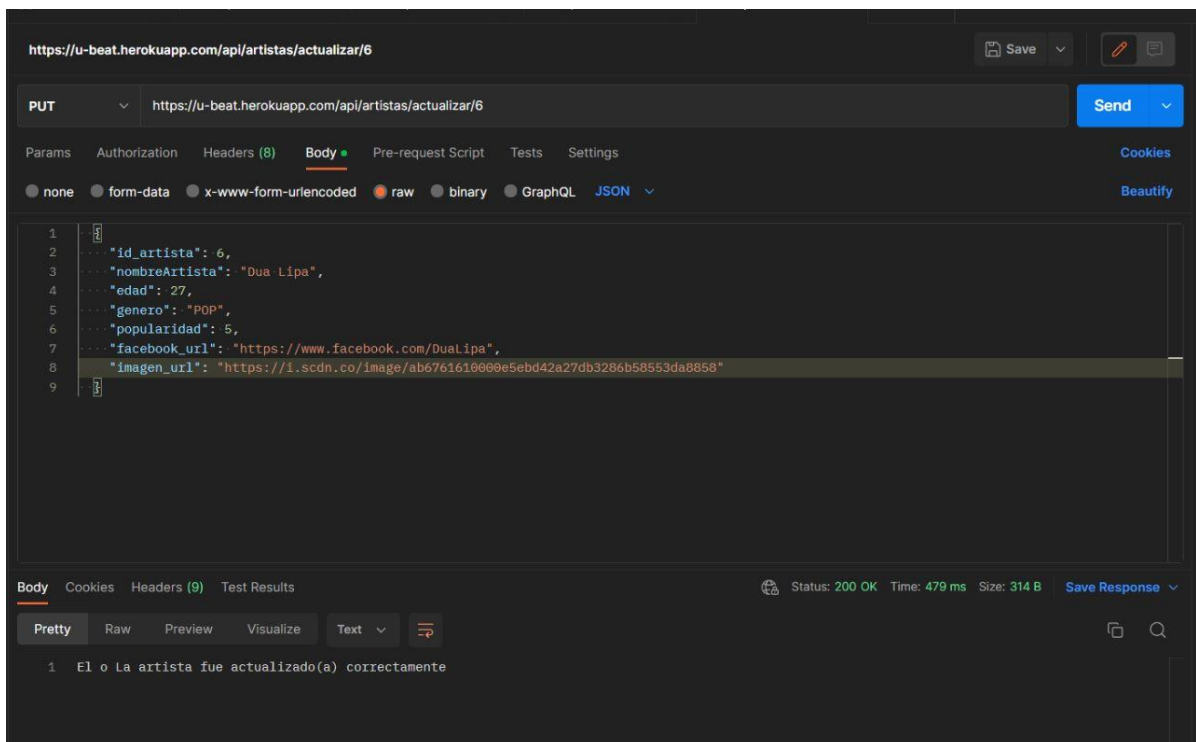 https://u-beat.herokuapp.com/api/artistas/actualizar/6
Save
PUT https://u-beat.herokuapp.com/api/artistas/actualizar/6 Send
Params Authorization Headers (8) Body Pre-request Script Tests Settings Cookies
none form-data x-www-form-urlencoded raw binary GraphQL JSON Beautify
1 {
2 "id_artista": 6,
3 "nombreArtista": "Dua Lipa",
4 "edad": 27,
5 "genero": "POP",
6 "popularidad": 5,
7 "facebook_url": "https://www.facebook.com/DuaLipa",
8 "imagen_url": "https://i.scdn.co/image/ab6761610000e5ebd42a27db3286b58553da8858"
9 }
Body Cookies Headers (9) Test Results Status: 200 OK Time: 479 ms Size: 314 B Save Response
Pretty Raw Preview Visualize Text
1 El o La artista fue actualizado(a) correctamente